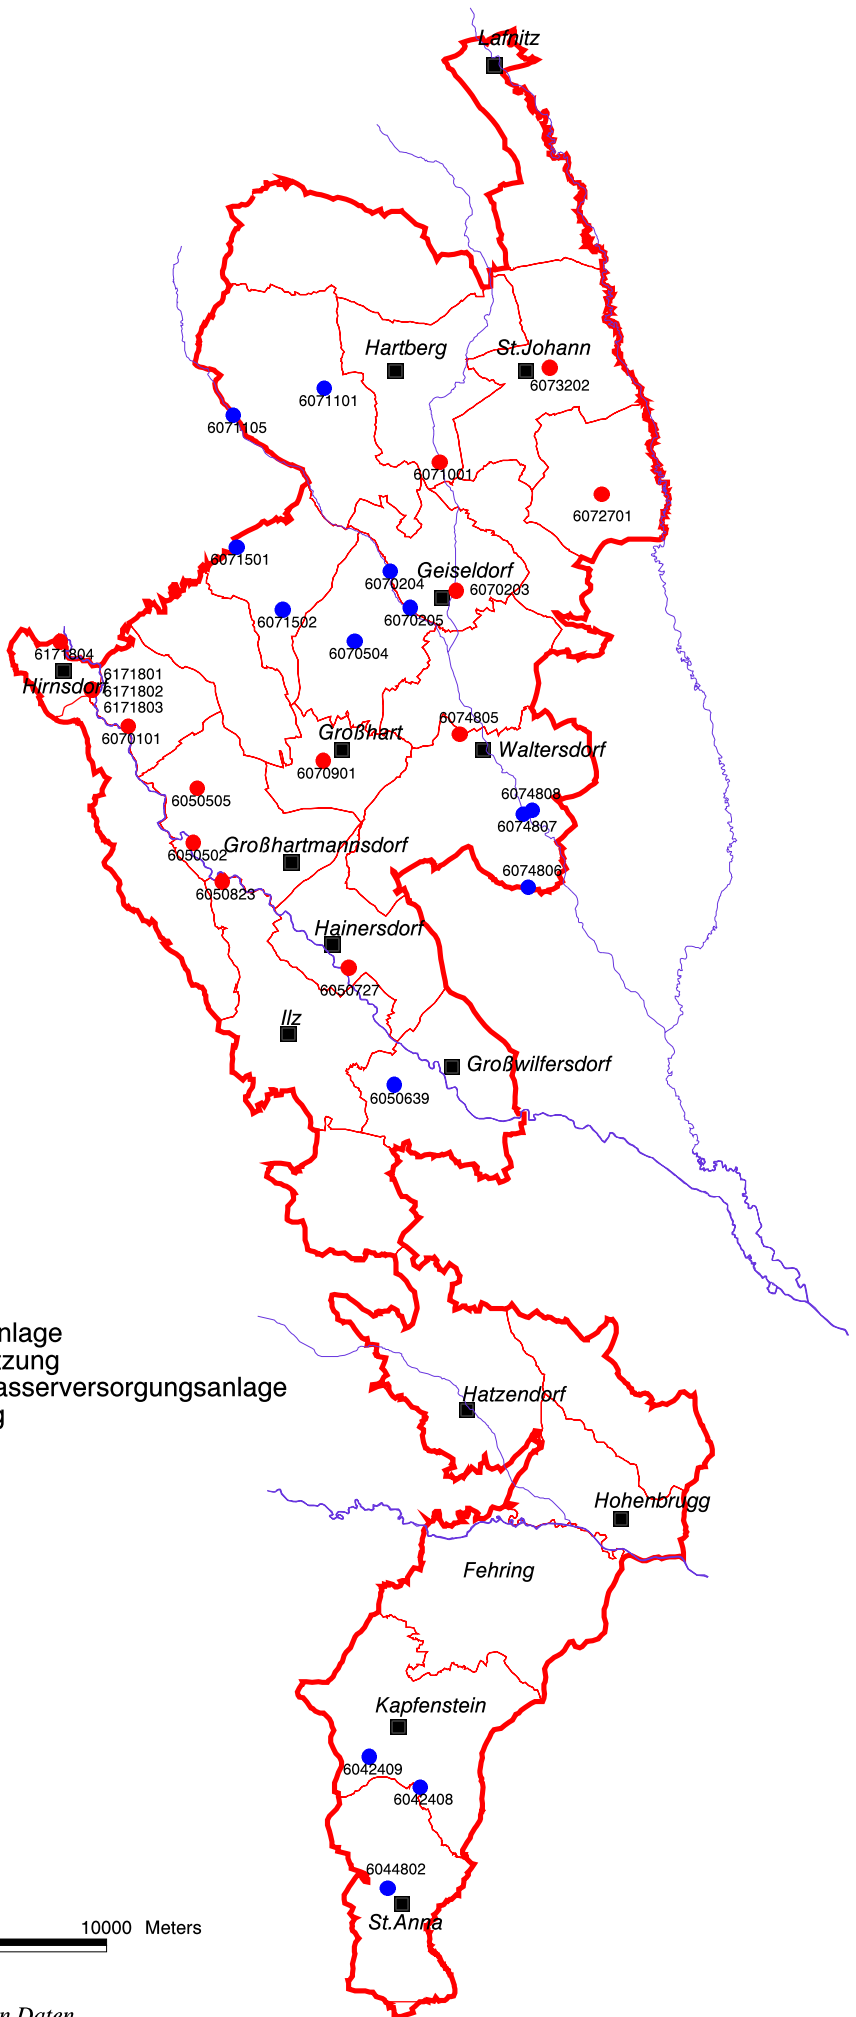 Lafnitz
Hartberg
St.Johann
6073202
6071101
6071105
6071001
6072701
6071501
Geiseldorf
6070204
6070203
6070205
6071502
6070504
6171804
Hirnsdorf
6171801
6171802
6171803
6070101
6074805
Großhart
Waltersdorf
6070901
6050505
6074808
6074807
Großhartmannsdorf
6050502
6074806
6050823
Hainersdorf
6050727
Ilz
Großwilfersdorf
6050639
nlage
tzung
asserversorgungsanlage
g
Hatzendorf
Hohenbrugg
Fehring
Kapfenstein
6042409
6042408
6044802
St.Anna
10000 Meters
n Daten